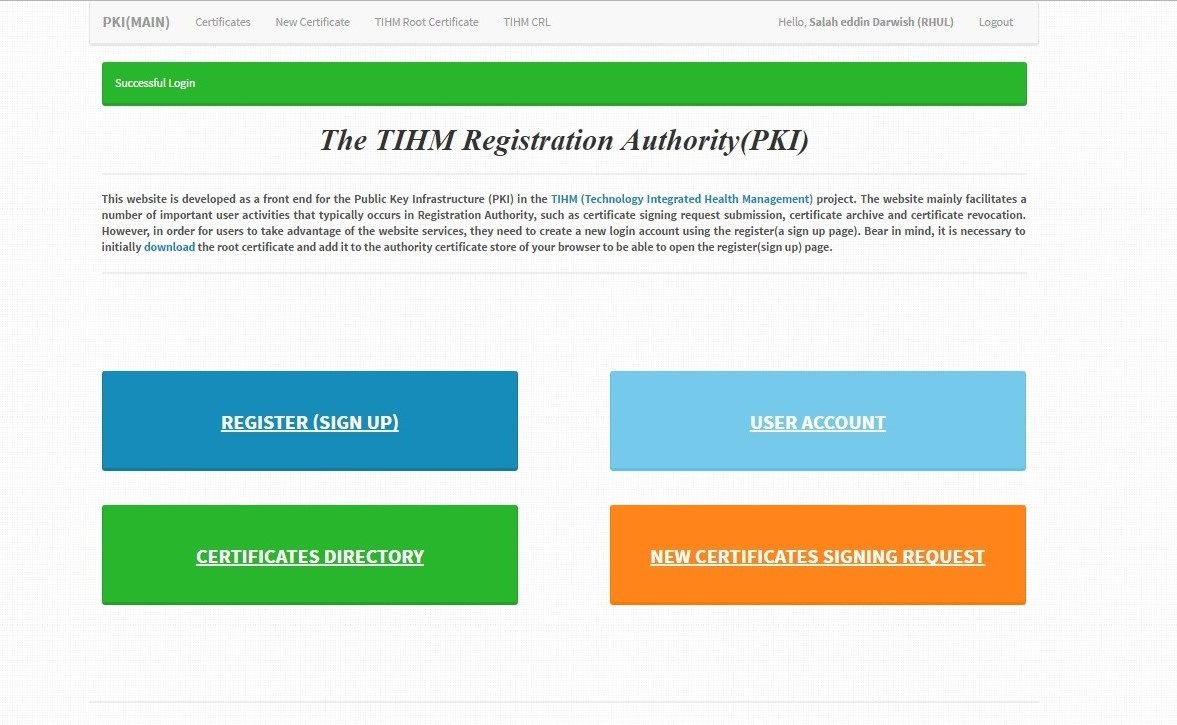 PKI(MAIN) Certificates New Certificate TIHM Root Certificate TIHM CRL Hello, Salah eddin Darwish (RHUL) Logout
Successful Login
The TIHM Registration Authority(PKI)
This website is developed as a front end for the Public Key Infrastructure (PKI) in the TIHM (Technology Integrated Health Management) project. The website mainly facilitates a
number of important user activities that typically occurs in Registration Authority, such as certificate signing request submission, certificate archive and certificate revocation.
However, in order for users to take advantage of the website services, they need to create a new login account using the register(a sign up page). Bear in mind, it is necessary to
initially download the root certificate and add it to the authority certificate store of your browser to be able to open the register(sign up) page.
REGISTER (SIGN UP) USER ACCOUNT
CERTIFICATES DIRECTORY NEW CERTIFICATES SIGNING REQUEST